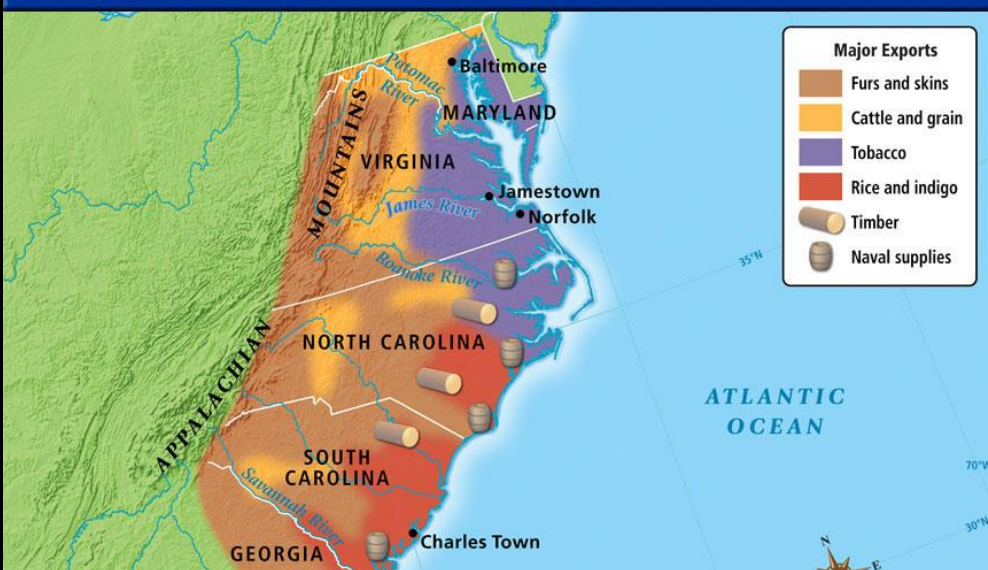 Major Exports
Furs and skins
Cattle and grain
Tobacco
Rice and indigo
Timber
Naval supplies
Patomac
River
Baltimore
MARYLAND
MOUNTAINS
VIRGINIA
Jamestown
James River
Norfolk
Roanoke River
35°N
NORTH CAROLINA
APPALACHIAN
ATLANTIC
OCEAN
SOUTH
CAROLINA
70°W
Savannah River
30°N
Charles Town
N
GEORGIA
E